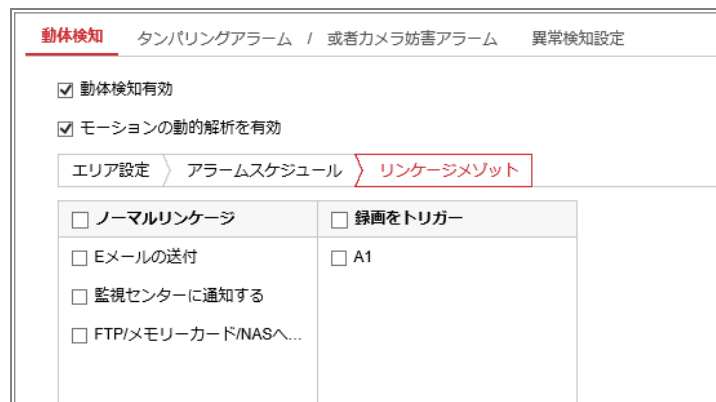 動体検知 タンパリングアラーム / 或者カメラ妨害アラーム 異常検知設定
動体検知有効
モーションの動的解析を有効
エリア設定 アラームスケジュール リンケージメゾット
ノーマルリンケージ 録画をトリガー
Eメールの送付 A1
監視センターに通知する
FTP/メモリーカード/NASへ...